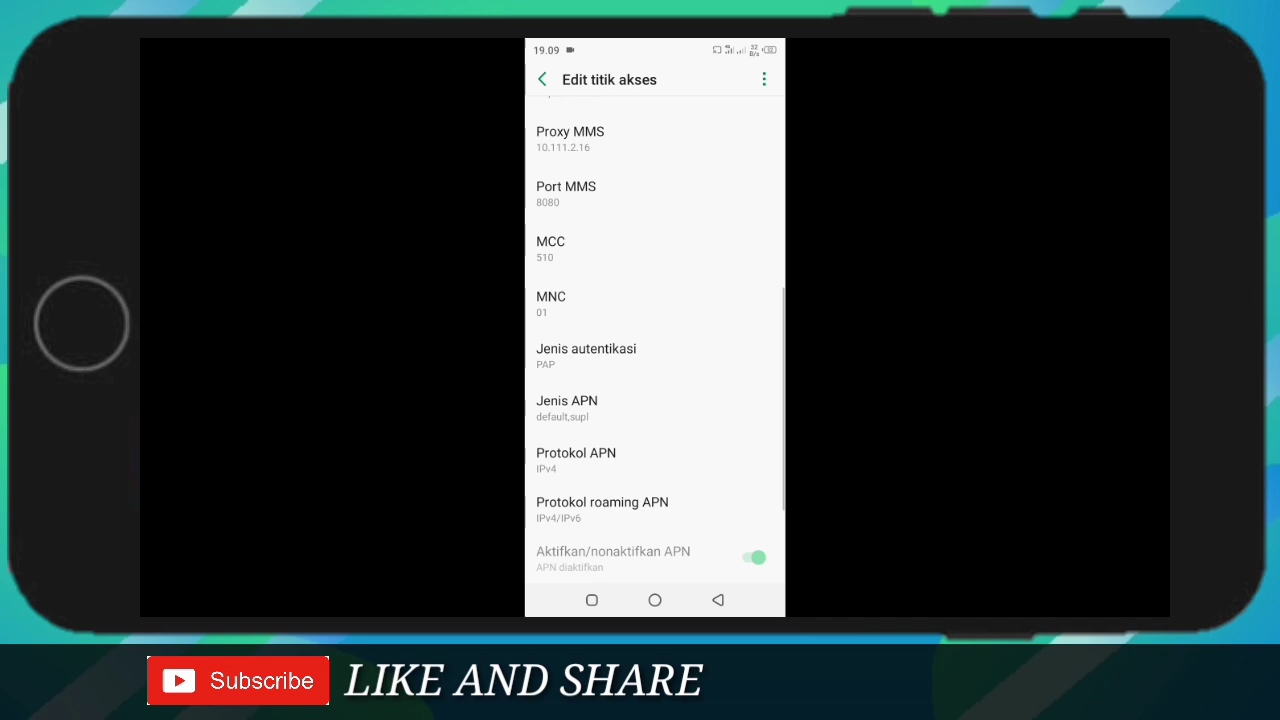 19.09
32
B/s
Edit titik akses
Proxy MMS
10.111.2.16
Port MMS
8080
MCC
510
MNC
01
Jenis autentikasi
PAP
Jenis APN
default,supl
Protokol APN
IPv4
Protokol roaming APN
IPv4/IPv6
Aktifkan/nonaktifkan APN
APN diaktifkan
Subscribe
LIKE AND SHARE